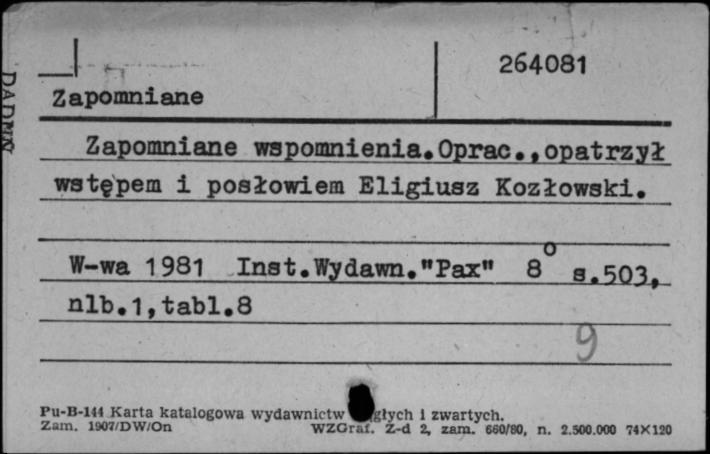 264081
Zapomniane
Zapomniane wspomnienia.Oprac.,opatrzył
wstępem i posłowiem Eligiusz Kozłowski.
W-wa 1981 Inst.Wydawn."Pax" 8° s.503,
nlb.1,tabl.8
9
Pu-B-144 Karta katalogowa wydawnictw głych i zwartych.
Zam. 1907/DW/On WZGraf. Z-d 2, zam. 660/80, n. 2.500.000 74X120